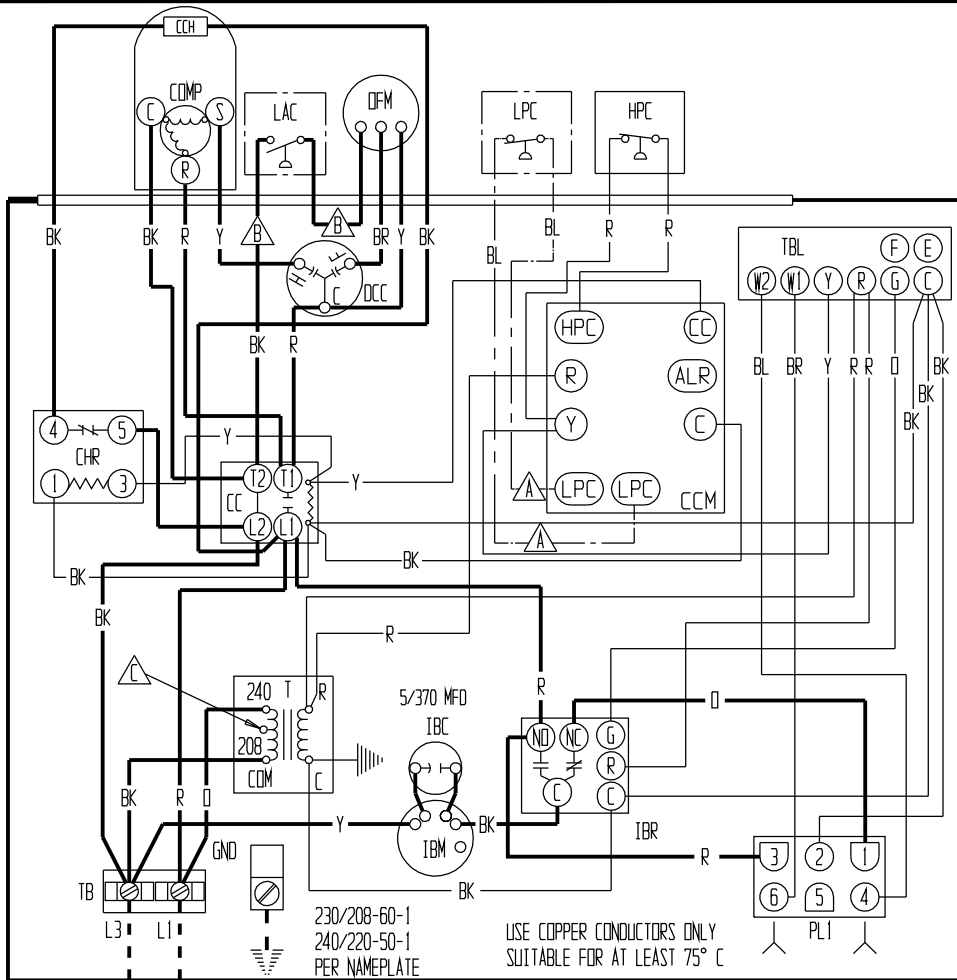 CCH
COMP
C
S
R
LAC
OFM
LPC
HPC
BK
BK
R
Y
B
B
BR
Y
BK
BL
BL
R
R
TBL
F
E
W2
W1
Y
R
G
C
H
F
C
DCC
HPC
CC
R
ALR
Y
C
LPC
LPC
CCM
A
A
BK
R
BL
BR
Y
R
R
O
BK
BK
BK
4
5
CHR
1
3
Y
T2
T1
CC
L2
L1
Y
BK
BK
BK
R
C
240
T
R
208
COM
C
5/370 MFD
IBC
R
O
NO
NC
G
R
C
C
IBR
BK
R
O
Y
IBM
BK
R
GND
BK
TB
L3
L1
3
2
1
6
5
4
PL1
230/208-60-1
240/220-50-1
PER NAMEPLATE
USE COPPER CONDUCTORS ONLY
SUITABLE FOR AT LEAST 75° C